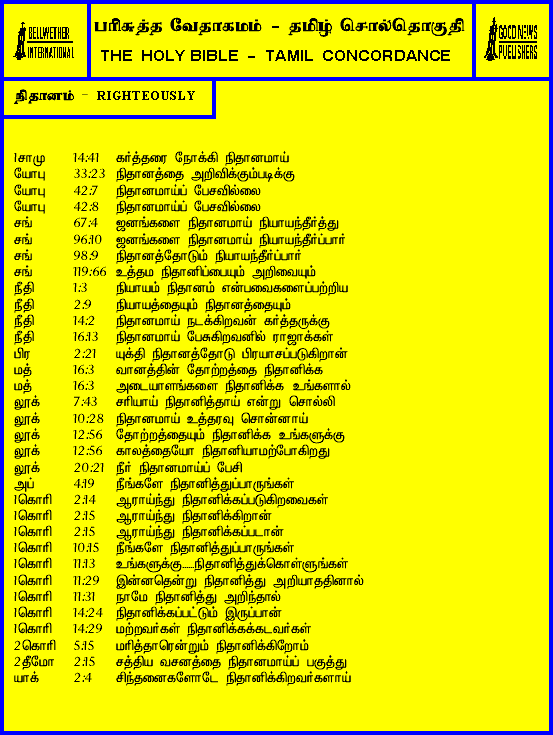 BELLWETHER
INTERNATIONAL
பரிசுத்த வேதாகமம் - தமிழ் சொல்தொகுதி
THE HOLY BIBLE - TAMIL CONCORDANCE
GOOD NEWS
PUBLISHERS
நிதானம் - RIGHTEOUSLY
1சாமு 14:41 கர்த்தரை நோக்கி நிதானமாய்
யோபு 33:23 நிதானத்தை அறிவிக்கும்படிக்கு
யோபு 42:7 நிதானமாய்ப் பேசவில்லை
யோபு 42:8 நிதானமாய்ப் பேசவில்லை
சங் 67:4 ஜனங்களை நிதானமாய் நியாயந்தீர்த்து
சங் 96:10 ஜனங்களை நிதானமாய் நியாயந்தீர்ப்பார்
சங் 98:9 நிதானத்தோடும் நியாயந்தீர்ப்பார்
சங் 119:66 உத்தம நிதானிப்பையும் அறிவையும்
நீதி 1:3 நியாயம் நிதானம் என்பவைகளைப்பற்றிய
நீதி 2:9 நியாயத்தையும் நிதானத்தையும்
நீதி 14:2 நிதானமாய் நடக்கிறவன் கர்த்தருக்கு
நீதி 16:13 நிதானமாய் பேசுகிறவனில் ராஜாக்கள்
பிர 2:21 யுக்தி நிதானத்தோடு பிரயாசப்படுகிறான்
மத் 16:3 வானத்தின் தோற்றத்தை நிதானிக்க
மத் 16:3 அடையாளங்களை நிதானிக்க உங்களால்
லூக் 7:43 சரியாய் நிதானித்தாய் என்று சொல்லி
லூக் 10:28 நிதானமாய் உத்தரவு சொன்னாய்
லூக் 12:56 தோற்றத்தையும் நிதானிக்க உங்களுக்கு
லூக் 12:56 காலத்தையோ நிதானியாமற்போகிறது
லூக் 20:21 நீர் நிதானமாய்ப் பேசி
அப் 4:19 நீங்களே நிதானித்துப்பாருங்கள்
1கொரி 2:14 ஆராய்ந்து நிதானிக்கப்படுகிறவைகள்
1கொரி 2:15 ஆராய்ந்து நிதானிக்கிறான்
1கொரி 2:15 ஆராய்ந்து நிதானிக்கப்படான்
1கொரி 10:15 நீங்களே நிதானித்துப்பாருங்கள்
1கொரி 11:13 உங்களுக்கு......நிதானித்துக்கொள்ளுங்கள்
1கொரி 11:29 இன்னதென்று நிதானித்து அறியாததினால்
1கொரி 11:31 நாமே நிதானித்து அறிந்தால்
1கொரி 14:24 நிதானிக்கப்பட்டும் இருப்பான்
1கொரி 14:29 மற்றவர்கள் நிதானிக்கக்கடவர்கள்
2கொரி 5:15 மரித்தாரென்றும் நிதானிக்கிறோம்
2தீமோ 2:15 சத்திய வசனத்தை நிதானமாய்ப் பகுத்து
யாக் 2:4 சிந்தனைகளோடே நிதானிக்கிறவர்களாய்